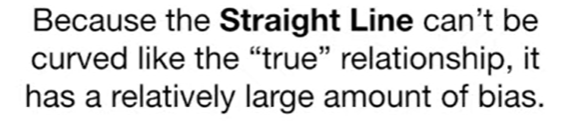 Because the Straight Line can’t be
curved like the “true” relationship, it
has a relatively large amount of bias.